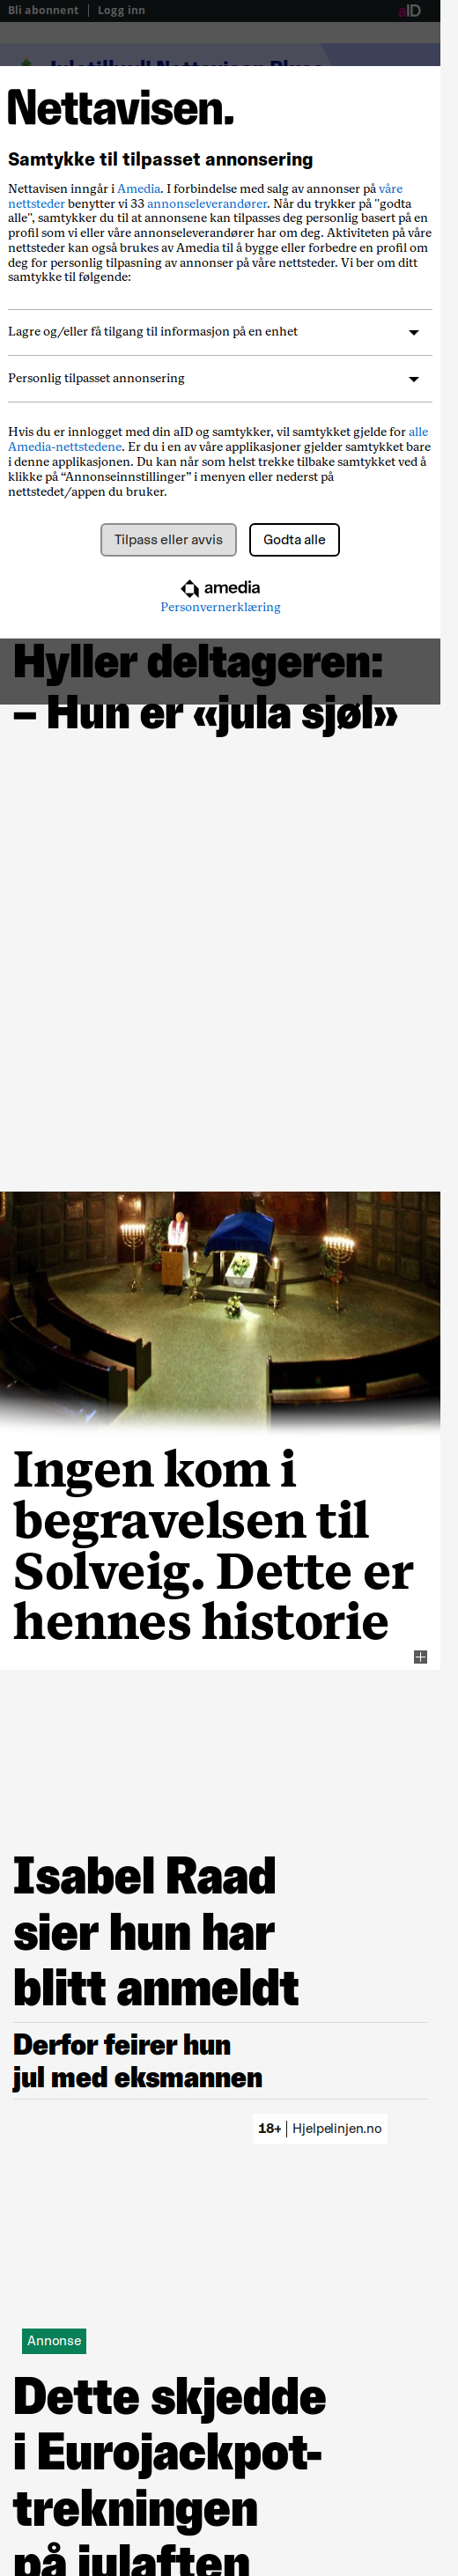 Bli abonnent | Logg inn
aID
Nettavisen.
Samtykke til tilpasset annonsering
Nettavisen inngår i Amedia. I forbindelse med salg av annonser på våre
nettsteder benytter vi 33 annonseleverandører. Når du trykker på "godta
alle", samtykker du til at annonsene kan tilpasses deg personlig basert på en
profil som vi eller våre annonseleverandører har om deg. Aktiviteten på våre
nettsteder kan også brukes av Amedia til å bygge eller forbedre en profil om
deg for personlig tilpasning av annonser på våre nettsteder. Vi ber om ditt
samtykke til følgende:
Lagre og/eller få tilgang til informasjon på en enhet
Personlig tilpasset annonsering
Hvis du er innlogget med din aID og samtykker, vil samtykket gjelde for alle
Amedia-nettstedene. Er du i en av våre applikasjoner gjelder samtykket bare
i denne applikasjonen. Du kan når som helst trekke tilbake samtykket ved å
klikke på “Annonseinnstillinger” i menyen eller nederst på
nettstedet/appen du bruker.
Tilpass eller avvis
Godta alle
amedia
Personvernerklæring
Hyller deltageren:
– Hun er «jula sjøl»
Ingen kom i
begravelsen til
Solveig. Dette er
hennes historie
Isabel Raad
sier hun har
blitt anmeldt
Derfor feirer hun
jul med eksmannen
18+ | Hjelpelinjen.no
Annonse
Dette skjedde
i Eurojackpot-
trekningen
på julaften